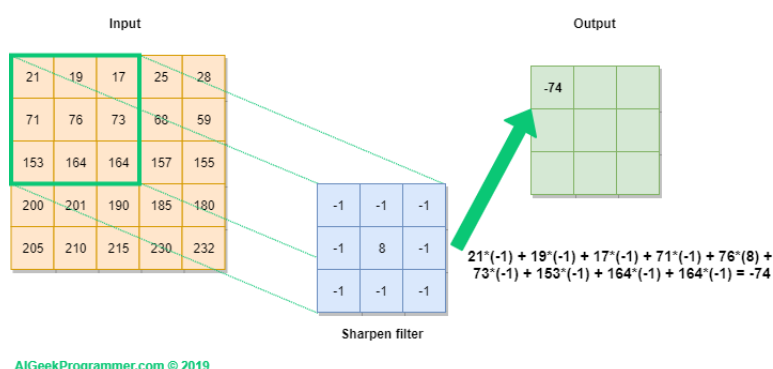 Input
Output
21 19 17 25 28
71 76 73 68 59
153 164 164 157 155
200 201 190 185 180
205 210 215 230 232
-74
-1 -1 -1
-1 8 -1
-1 -1 -1
Sharpen filter
21*(-1) + 19*(-1) + 17*(-1) + 71*(-1) + 76*(8) +
73*(-1) + 153*(-1) + 164*(-1) + 164*(-1) = -74
AIGeekProgrammer.com © 2019